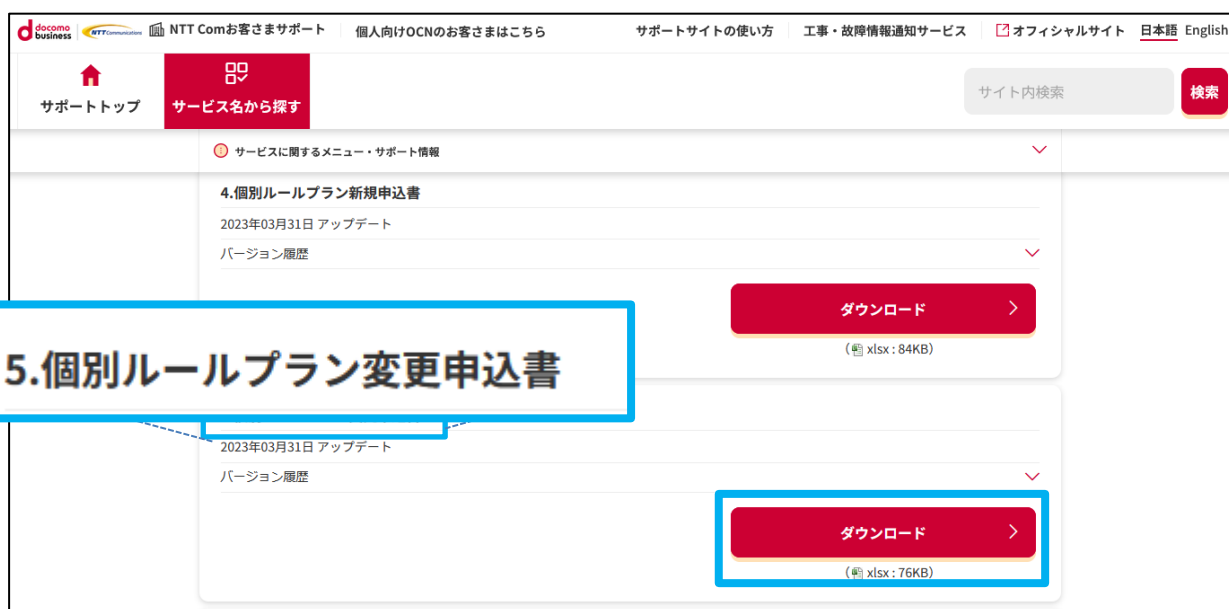 docomo business NTT Communications NTT Comお客さまサポート 個人向けOCNのお客さまはこちら サポートサイトの使い方 工事・故障情報通知サービス オフィシャルサイト 日本語 English
サポートトップ サービス名から探す サイト内検索 検索
サービスに関するメニュー・サポート情報
4.個別ルールプラン新規申込書
2023年03月31日 アップデート
バージョン履歴
ダウンロード
(xlsx : 84KB)
5.個別ルールプラン変更申込書
2023年03月31日 アップデート
バージョン履歴
ダウンロード
(xlsx : 76KB)